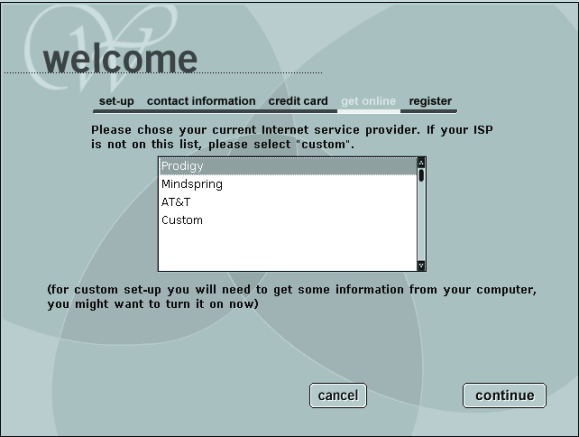 welcome
set-up contact information credit card get online register
Please chose your current Internet service provider. If your ISP
is not on this list, please select "custom".
Prodigy
Mindspring
AT&T
Custom
(for custom set-up you will need to get some information from your computer,
you might want to turn it on now)
cancel continue